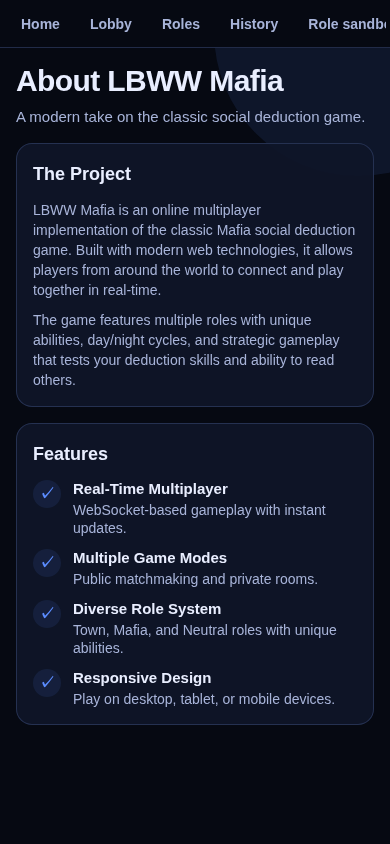 Home Lobby Roles History Role sandb
About LBWW Mafia
A modern take on the classic social deduction game.
The Project
LBWW Mafia is an online multiplayer
implementation of the classic Mafia social deduction
game. Built with modern web technologies, it allows
players from around the world to connect and play
together in real-time.
The game features multiple roles with unique
abilities, day/night cycles, and strategic gameplay
that tests your deduction skills and ability to read
others.
Features
✓ Real-Time Multiplayer
WebSocket-based gameplay with instant
updates.
✓ Multiple Game Modes
Public matchmaking and private rooms.
✓ Diverse Role System
Town, Mafia, and Neutral roles with unique
abilities.
✓ Responsive Design
Play on desktop, tablet, or mobile devices.